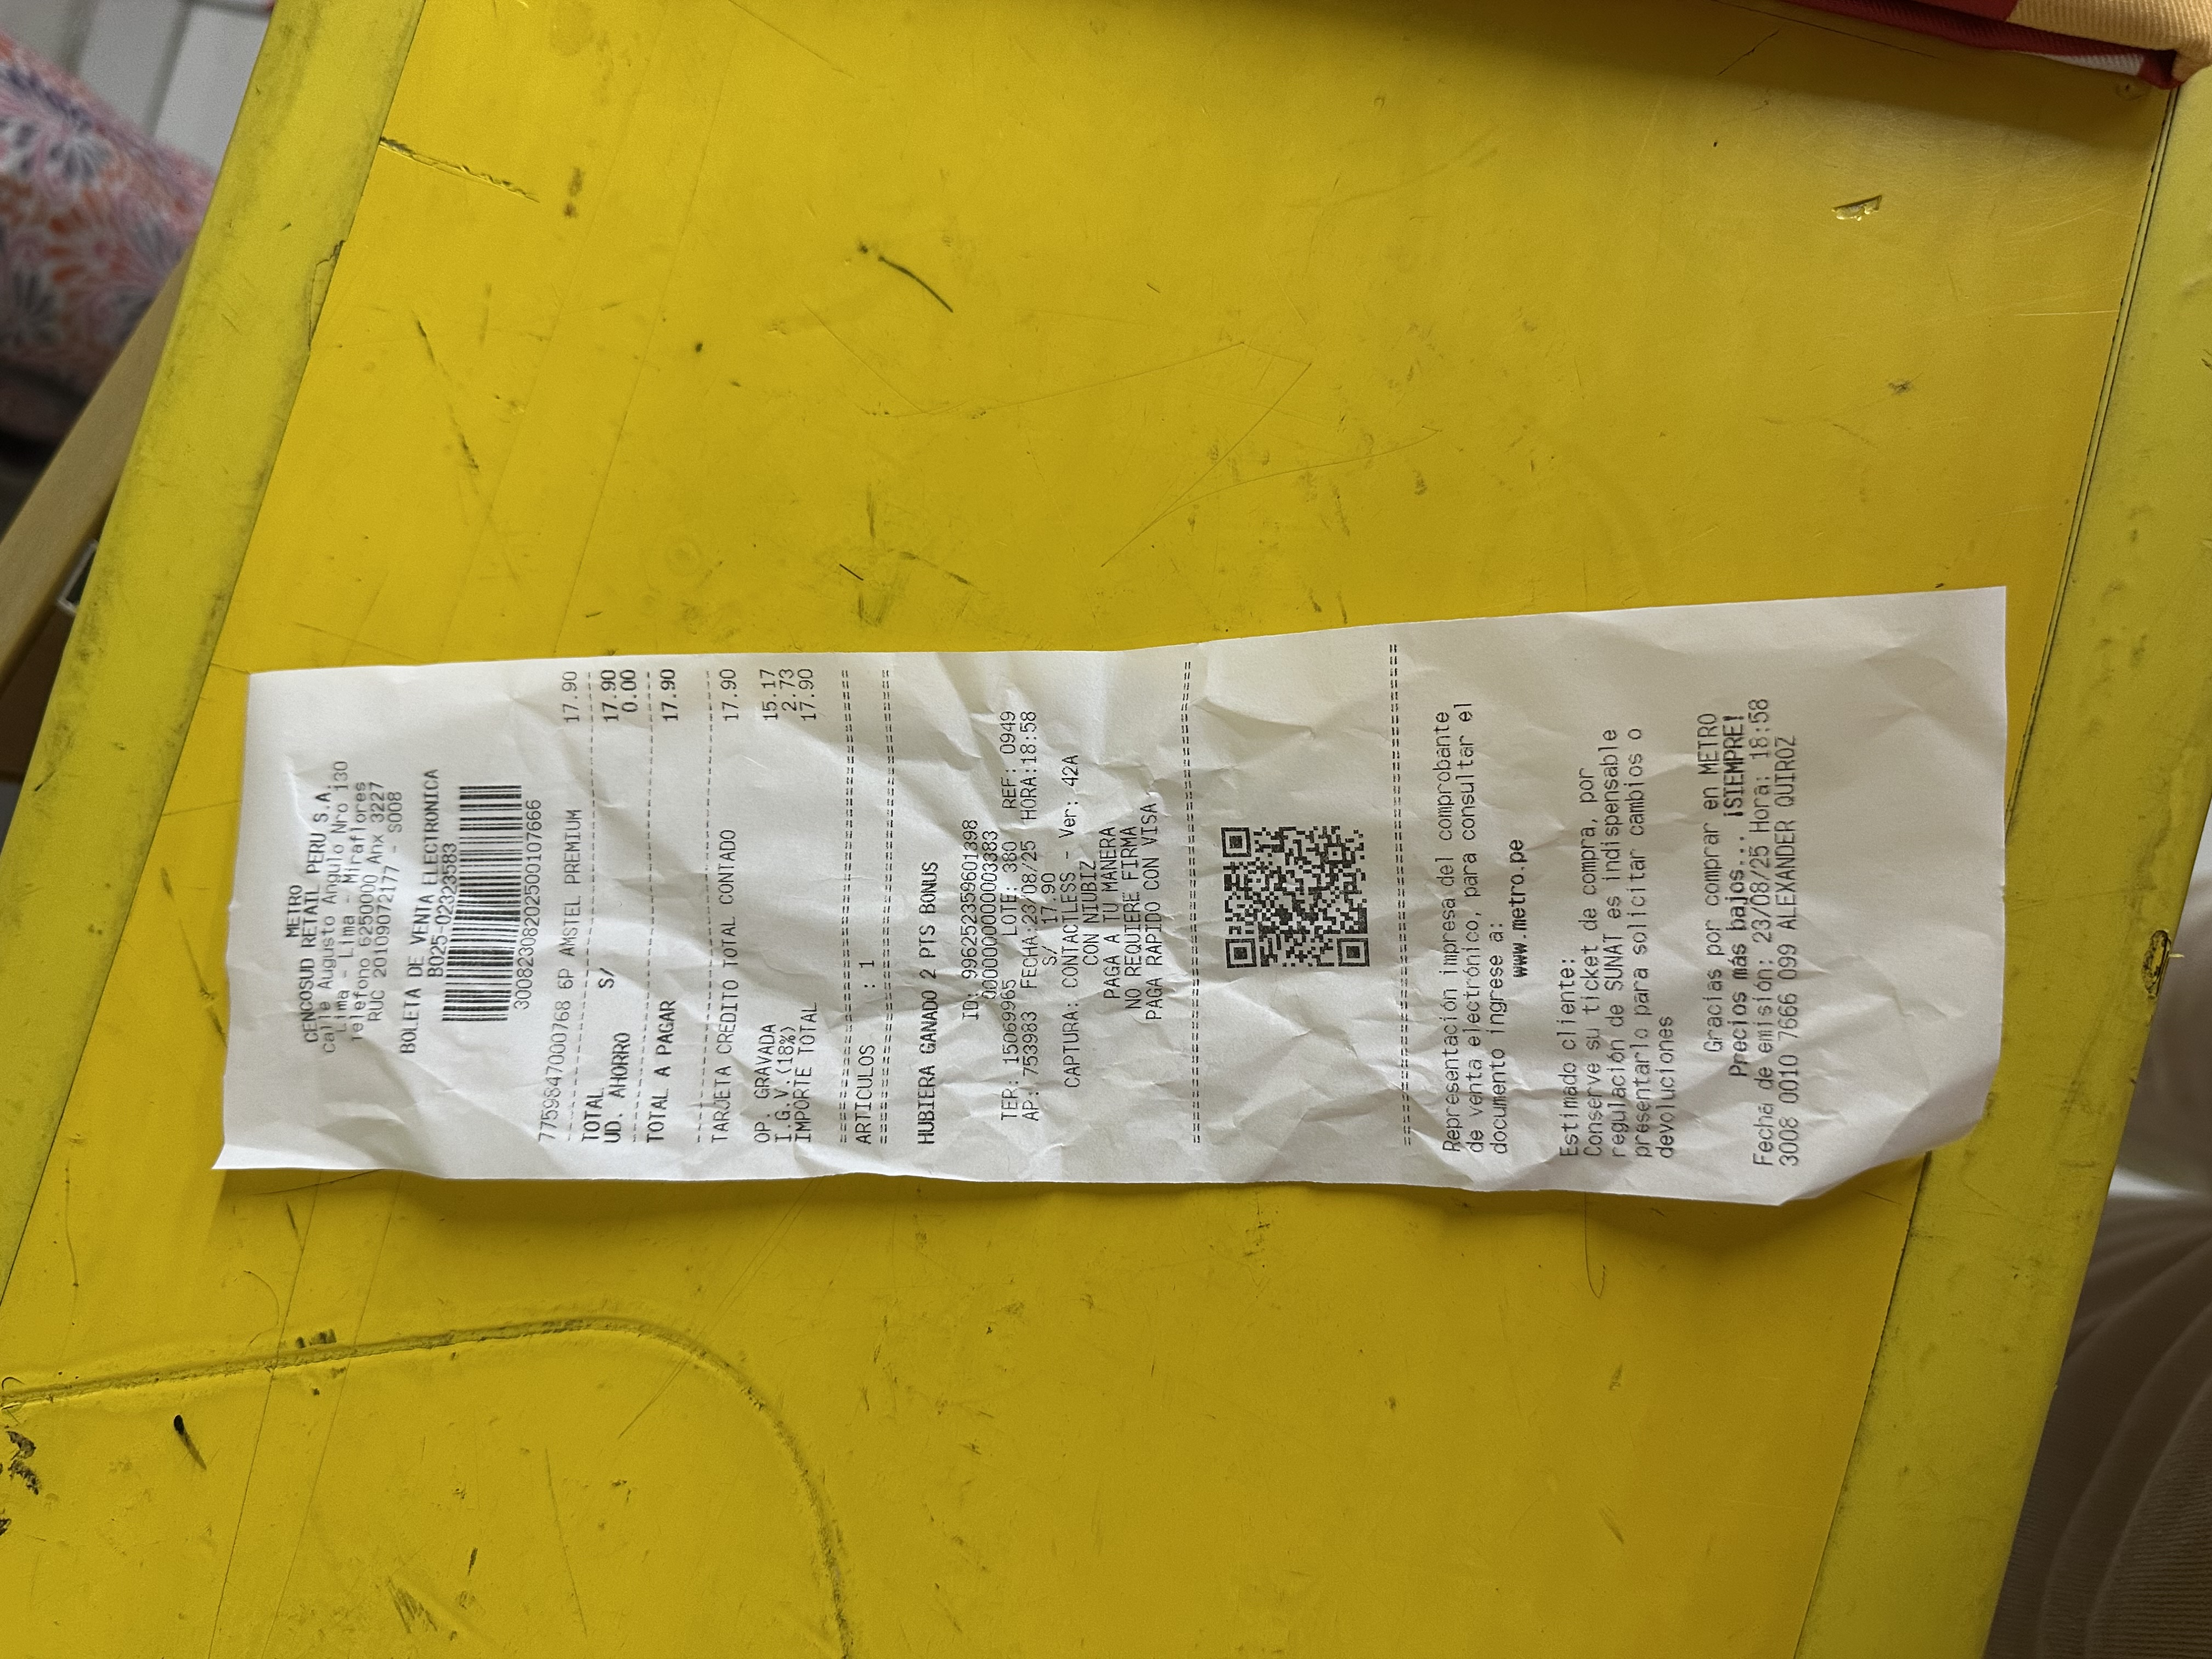 METRO
CENCOSUD RETAIL PERU S.A.
Calle Augusto Angulo Nro 130
Lima - Lima - Miraflores
Telefono 6250000 Anx 3227
RUC 20109072177 - S008
BOLETA DE VENTA ELECTRONICA
B025-02323583
30082308202500107666
7759847000768 6P AMSTEL PREMIUM 17.90
TOTAL S/ 17.90
UD. AHORRO 0.00
TOTAL A PAGAR 17.90
TARJETA CREDITO TOTAL CONTADO 17.90
OP. GRAVADA 15.17
I.G.V.(18%) 2.73
IMPORTE TOTAL 17.90
ARTICULOS : 1
HUBIERA GANADO 2 PTS BONUS
ID: 996252359601398
0000000000003383
TER: 15069965 LOTE: 380 REF: 0949
AP: 753983 FECHA:23/08/25 HORA:18:58
S/ 17.90
CAPTURA: CONTACTLESS - Ver: 42A
CON NIUBIZ
PAGA A TU MANERA
NO REQUIERE FIRMA
PAGA RAPIDO CON VISA
Representación impresa del comprobante
de venta electrónico, para consultar el
documento ingrese a:
www.metro.pe
Estimado cliente:
Conserve su ticket de compra, por
regulación de SUNAT es indispensable
presentarlo para solicitar cambios o
devoluciones
Gracias por comprar en METRO
Precios más bajos... ¡SIEMPRE!
Fecha de emisión: 23/08/25 Hora: 18:58
3008 0010 7666 099 ALEXANDER QUIROZ